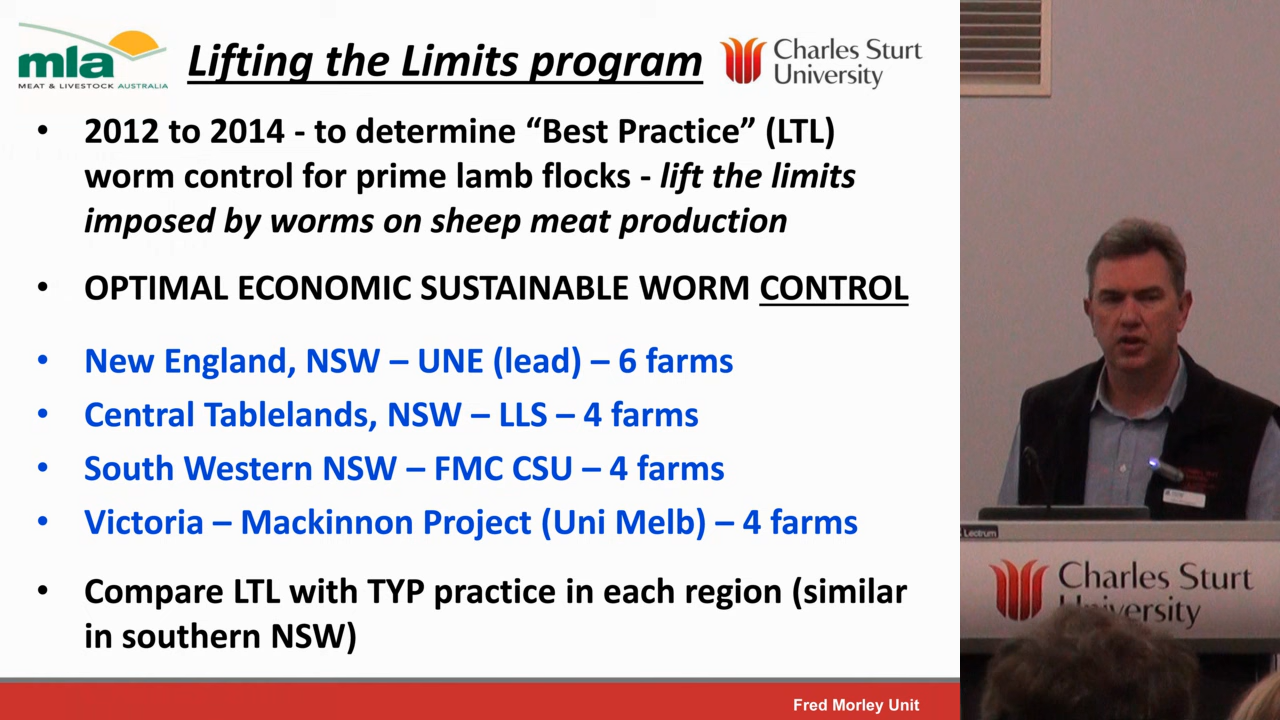 mla
MEAT & LIVESTOCK AUSTRALIA
Lifting the Limits program
Charles Sturt
University
• 2012 to 2014 - to determine “Best Practice” (LTL)
worm control for prime lamb flocks - lift the limits
imposed by worms on sheep meat production
• OPTIMAL ECONOMIC SUSTAINABLE WORM CONTROL
• New England, NSW – UNE (lead) – 6 farms
• Central Tablelands, NSW – LLS – 4 farms
• South Western NSW – FMC CSU – 4 farms
• Victoria – Mackinnon Project (Uni Melb) – 4 farms
• Compare LTL with TYP practice in each region (similar
in southern NSW)
Fred Morley Unit
Lectrum
Charles Sturt
University